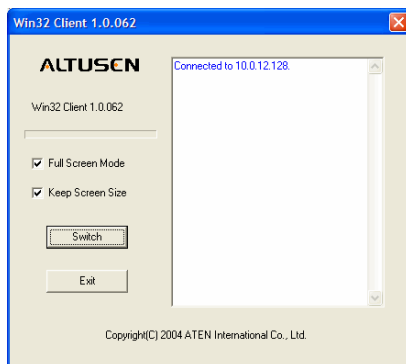 Win32 Client 1.0.062
ALTUSEN
Connected to 10.0.12.128.
Win32 Client 1.0.062
Full Screen Mode
Keep Screen Size
Switch
Exit
Copyright(C) 2004 ATEN International Co., Ltd.